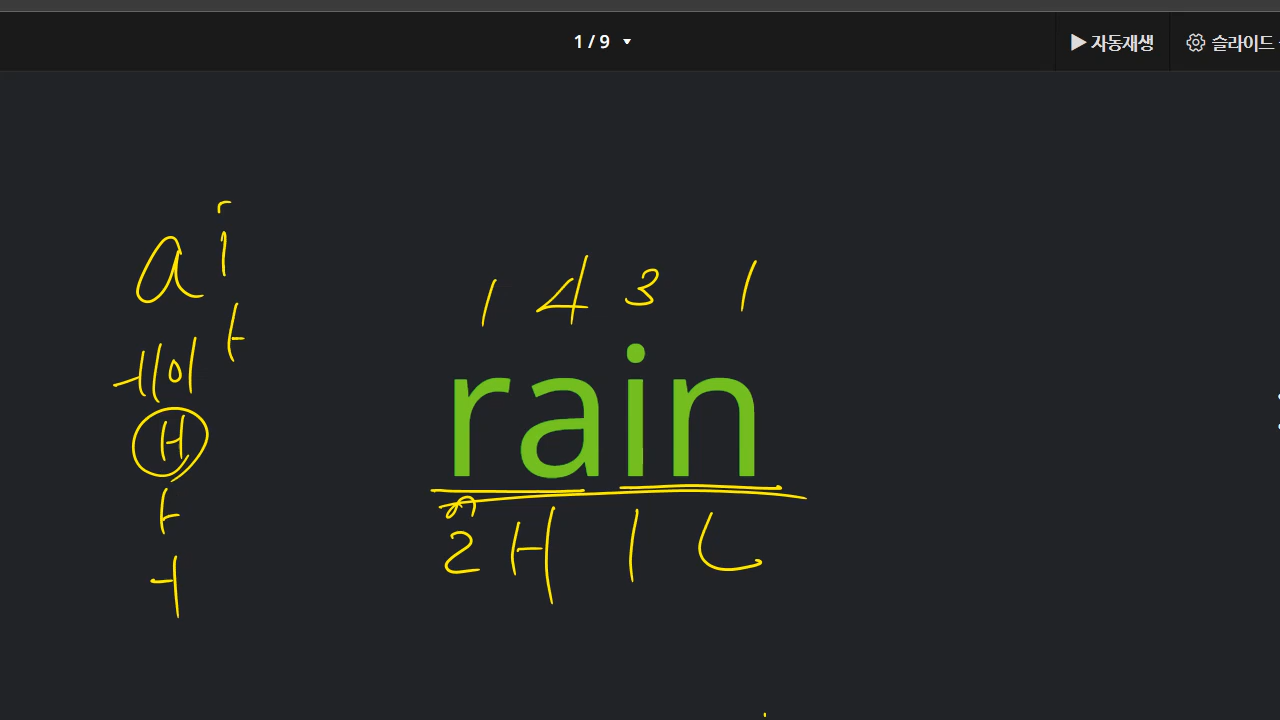 1 / 9 ▼ ▶ 자동재생 슬라이드
a i
ㅏ
ㅔ이
ㅐ
ㅏ
ㅓ
1 4 3 1
rain
ㄹ ㅐ ㅣ ㄴ